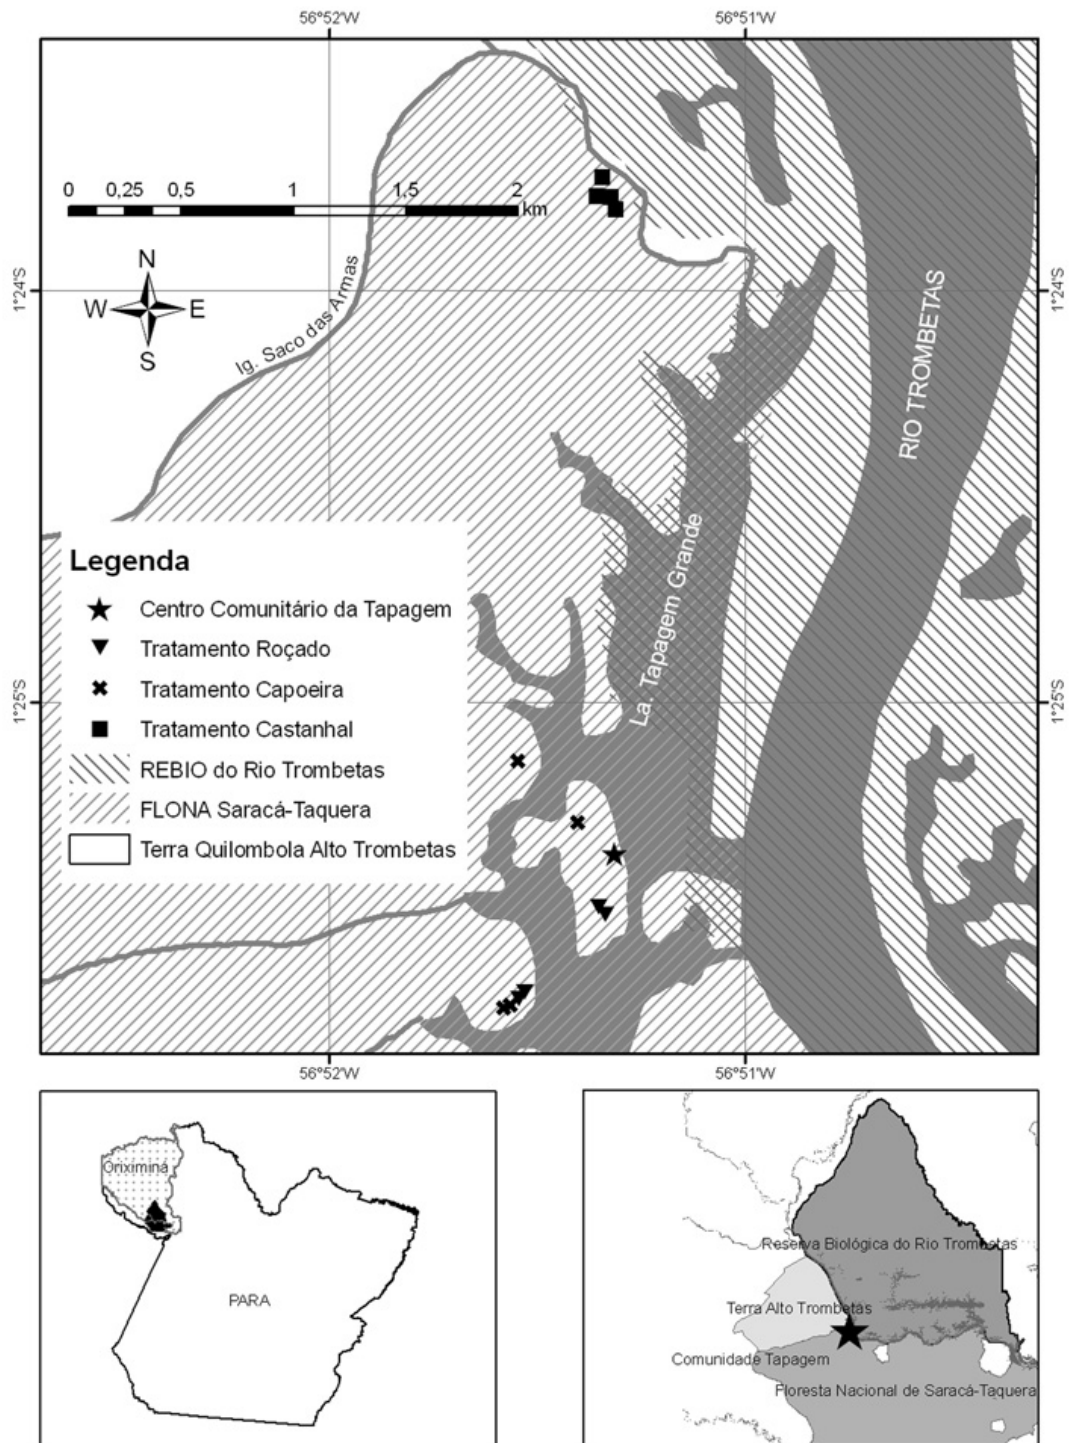 56°52'W
56°51'W
0
0,25
0,5
1
1,5
2
km
N
W
E
S
1°24'S
1°24'S
Ig. Saco das Armas
RIO TROMBETAS
La. Tapagem Grande
Legenda
Centro Comunitário da Tapagem
Tratamento Roçado
Tratamento Capoeira
Tratamento Castanhal
REBIO do Rio Trombetas
FLONA Saracá-Taquera
Terra Quilombola Alto Trombetas
1°25'S
1°25'S
56°52'W
56°51'W
Oriximiná
PARA
Reserva Biológica do Rio Trombetas
Terra Alto Trombetas
Comunidade Tapagem
Floresta Nacional de Saracá-Taquera